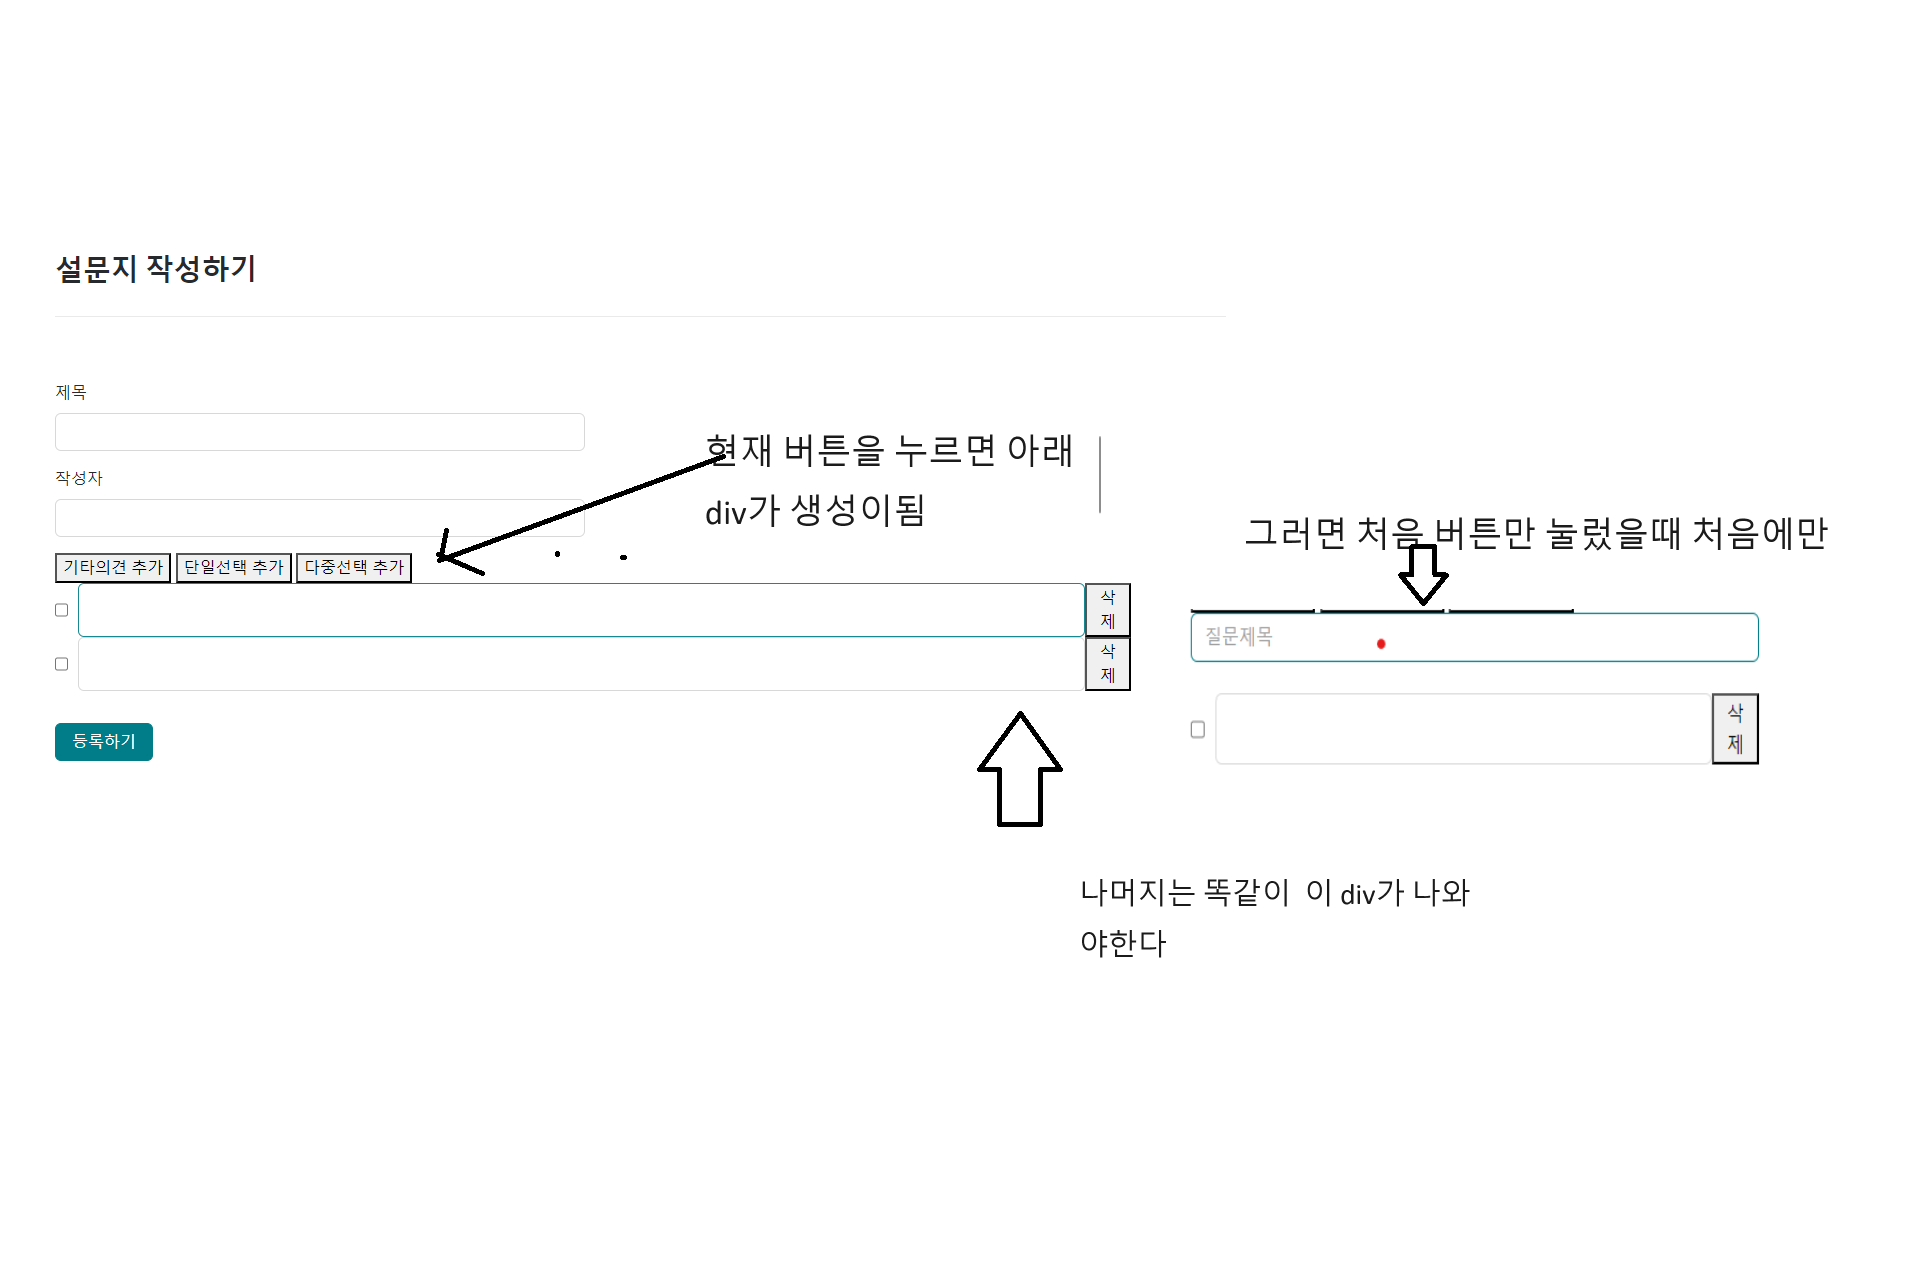 설문지 작성하기
제목
현재 버튼을 누르면 아래
div가 생성이됨
작성자
그러면 처음 버튼만 눌렀을때 처음에만
기타의견 추가 단일선택 추가 다중선택 추가
삭
제
삭
제
질문제목
삭
제
등록하기
나머지는 똑같이 이 div가 나와
야한다